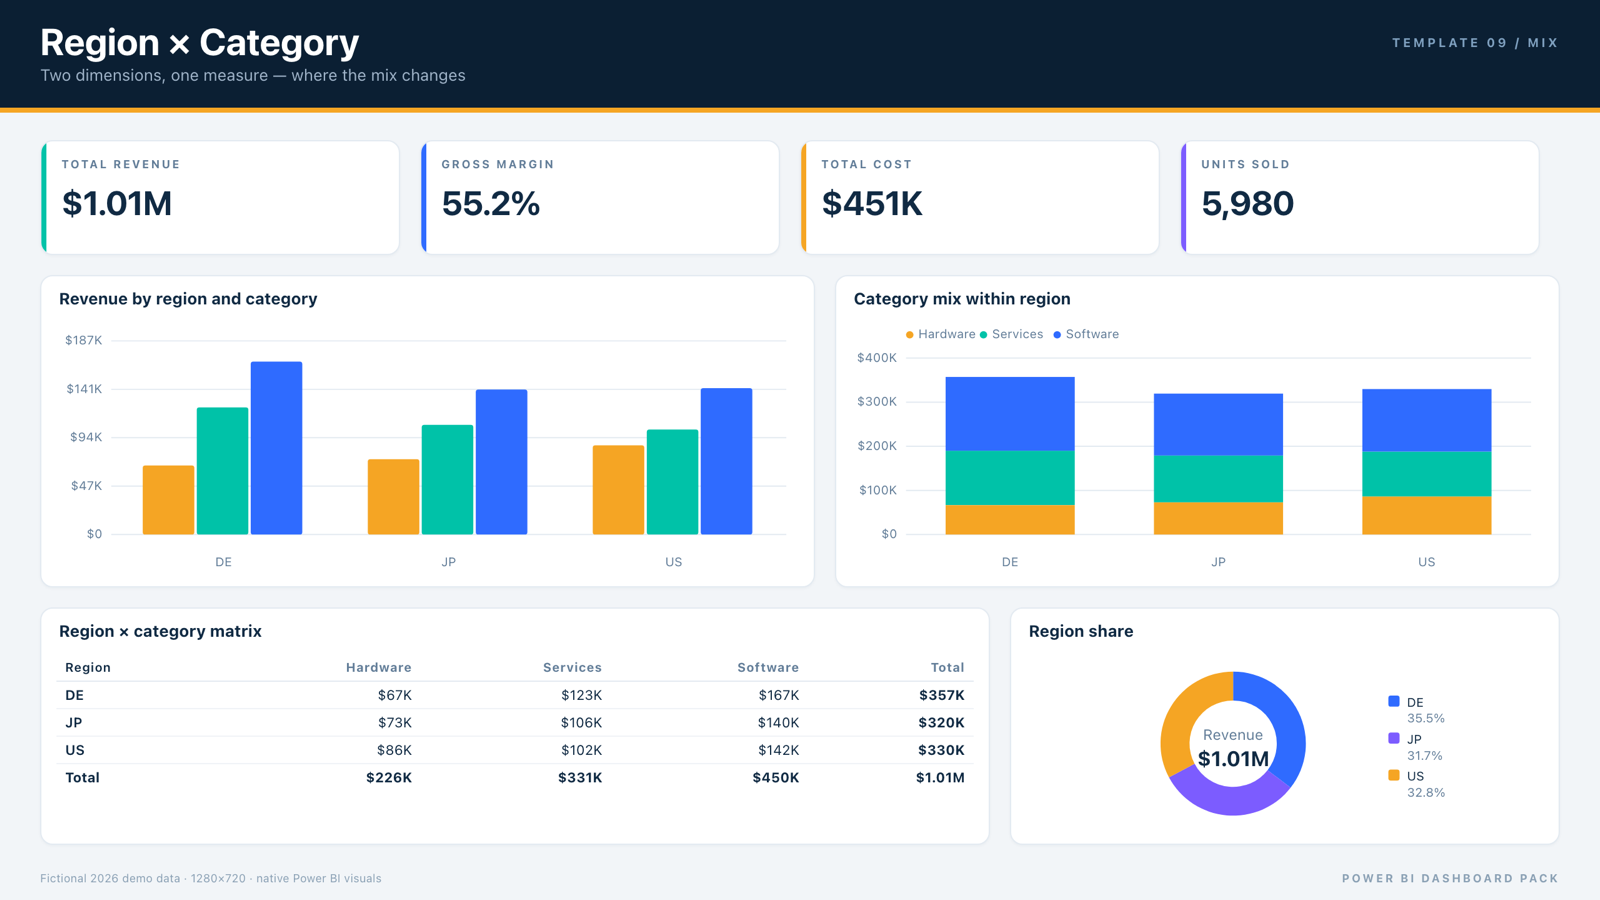 Region × Category
TEMPLATE 09 / MIX
Two dimensions, one measure — where the mix changes
TOTAL REVENUE
$1.01M
GROSS MARGIN
55.2%
TOTAL COST
$451K
UNITS SOLD
5,980
Revenue by region and category
$187K
$141K
$94K
$47K
$0
DE JP US
Category mix within region
Hardware Services Software
$400K
$300K
$200K
$100K
$0
DE JP US
Region × category matrix
Region Hardware Services Software Total
DE $67K $123K $167K $357K
JP $73K $106K $140K $320K
US $86K $102K $142K $330K
Total $226K $331K $450K $1.01M
Region share
Revenue
$1.01M
DE
35.5%
JP
31.7%
US
32.8%
Fictional 2026 demo data · 1280×720 · native Power BI visuals
POWER BI DASHBOARD PACK